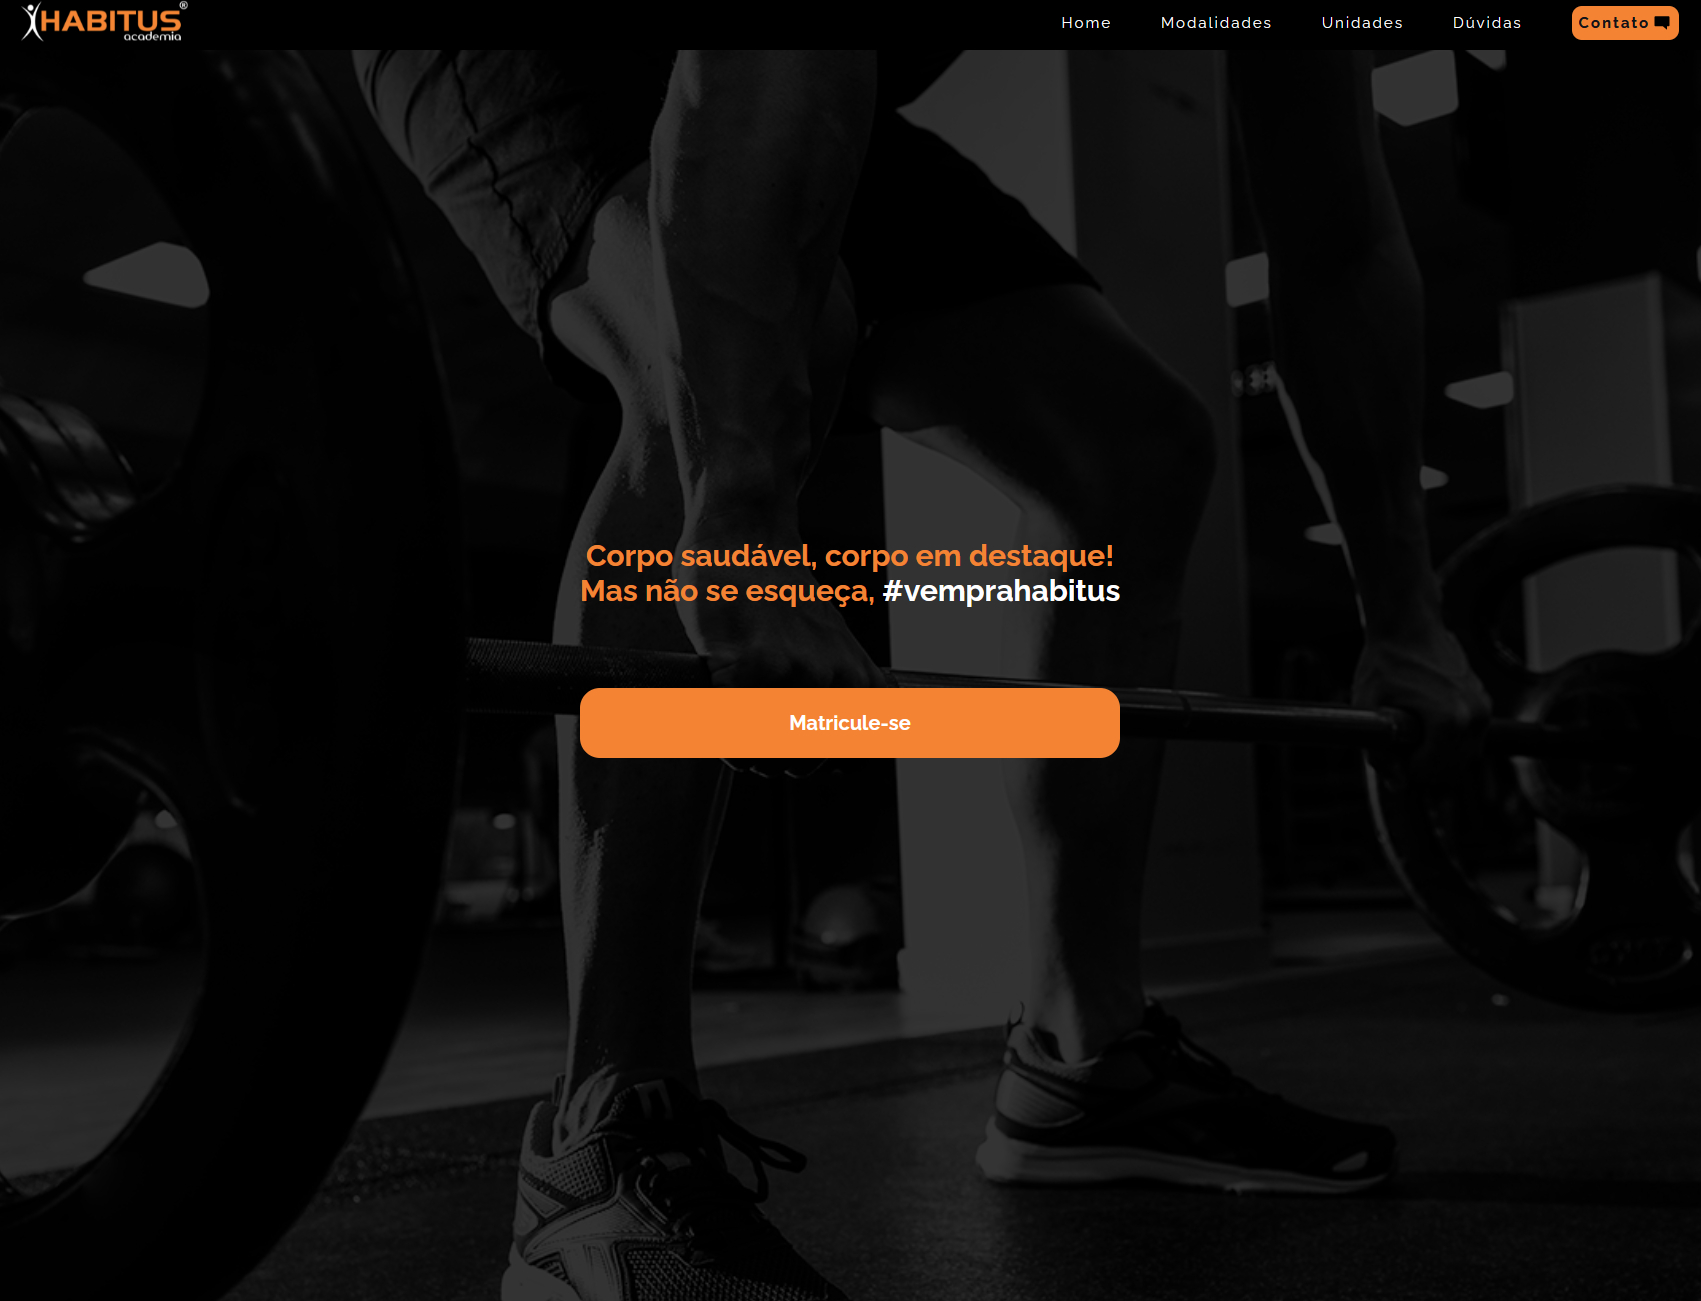 HABITUS®
academia
Home
Modalidades
Unidades
Dúvidas
Contato
Corpo saudável, corpo em destaque!
Mas não se esqueça, #vemprahabitus
Matricule-se